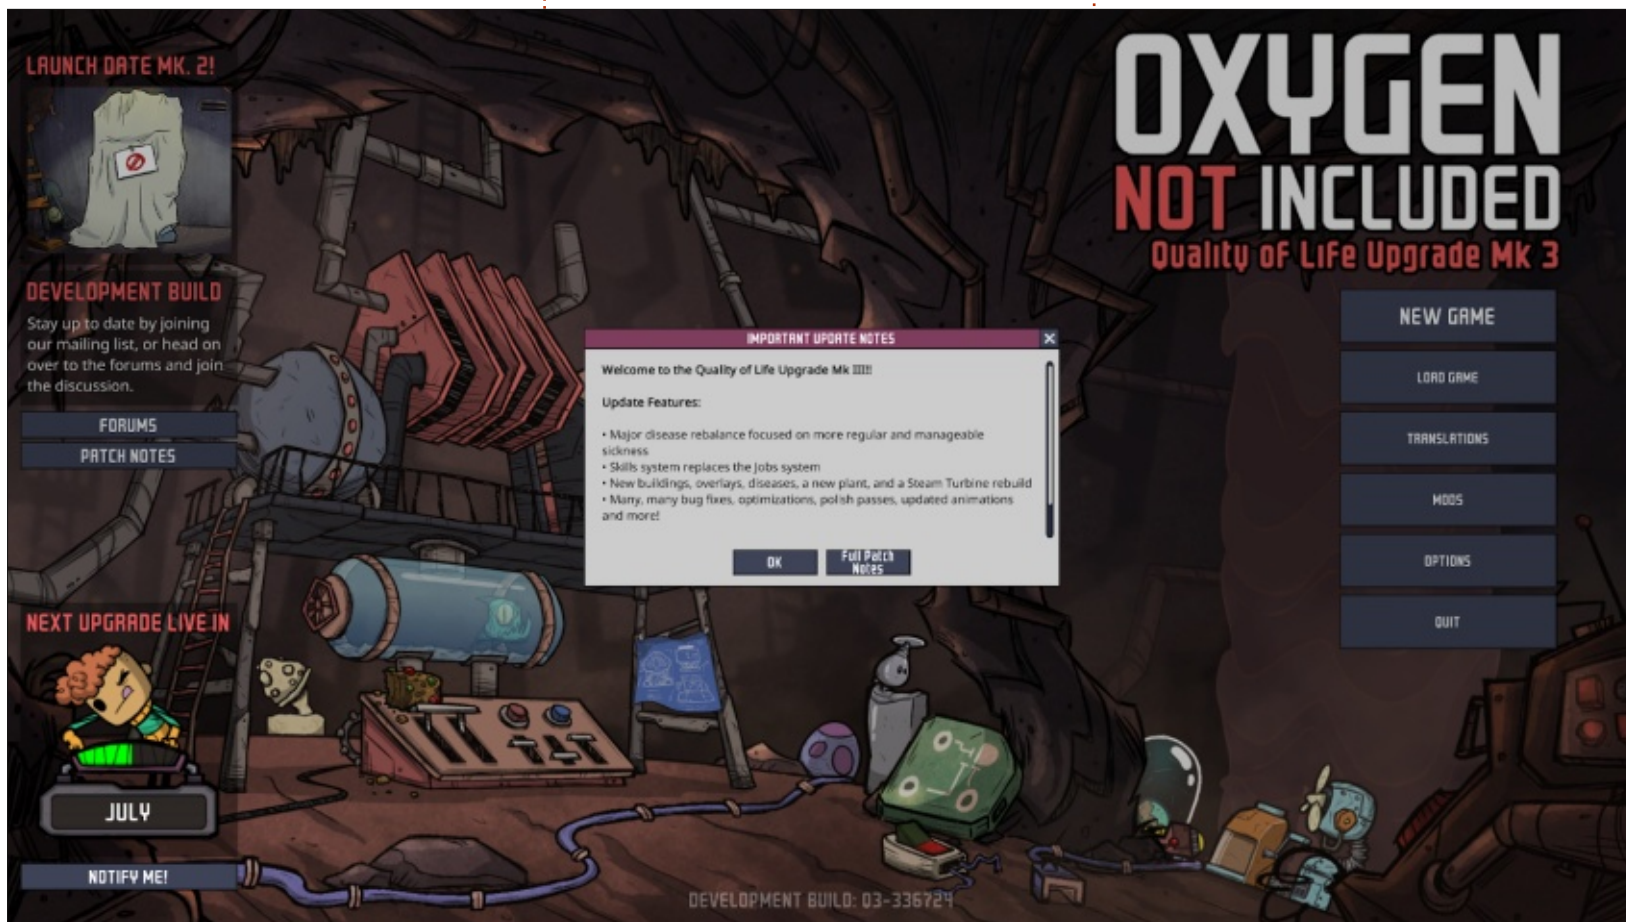 LAUNCH DATE MK. 2!
DEVELOPMENT BUILD
Stay up to date by joining
our mailing list, or head on
over to the forums and join
the discussion.
FORUMS
PATCH NOTES
NEXT UPGRADE LIVE IN
JULY
NOTIFY ME!
IMPORTANT UPDATE NOTES
Welcome to the Quality of Life Upgrade Mk III!!
Update Features:
• Major disease rebalance focused on more regular and manageable
sickness
• Skills system replaces the Jobs system
• New buildings, overlays, diseases, a new plant, and a Steam Turbine rebuild
• Many, many bug fixes, optimizations, polish passes, updated animations
and more!
OK
Full Patch
Notes
OXYGEN
NOT INCLUDED
Quality of Life Upgrade Mk 3
NEW GAME
LOAD GAME
TRANSLATIONS
MODS
OPTIONS
QUIT
DEVELOPMENT BUILD: 03-336724